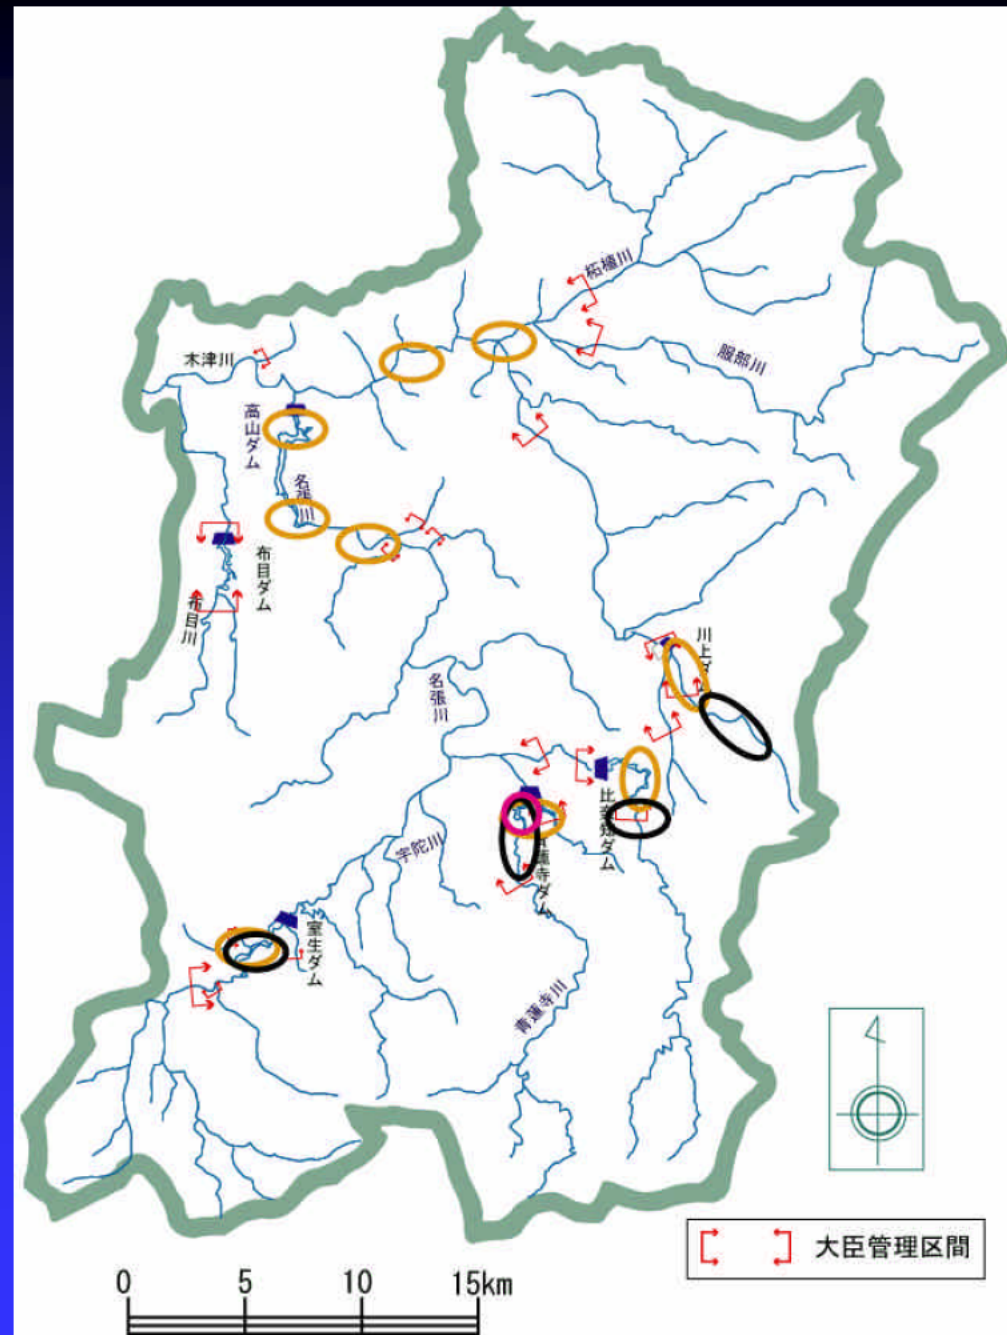 柘植川
服部川
木津川
高山ダム
名張川
布目ダム
布目川
川上ダ
名張川
比奈知ダム
宇陀川
蓮寺ダム
室生ダム
青蓮寺川
大臣管理区間
0 5 10 15km